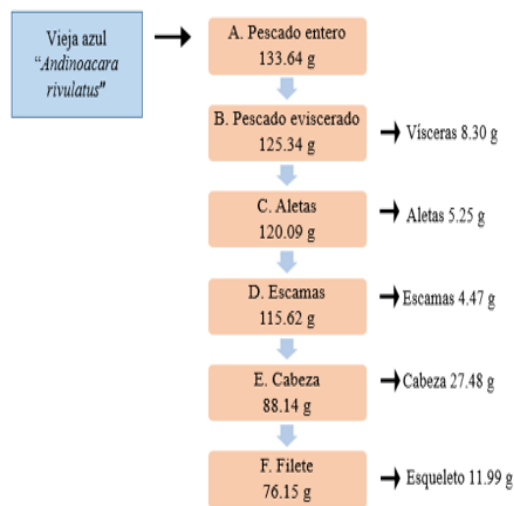 Vieja azul
“Andinoacara
rivulatus”
A. Pescado entero
133.64 g
B. Pescado eviscerado
125.34 g
Vísceras 8.30 g
C. Aletas
120.09 g
Aletas 5.25 g
D. Escamas
115.62 g
Escamas 4.47 g
E. Cabeza
88.14 g
Cabeza 27.48 g
F. Filete
76.15 g
Esqueleto 11.99 g